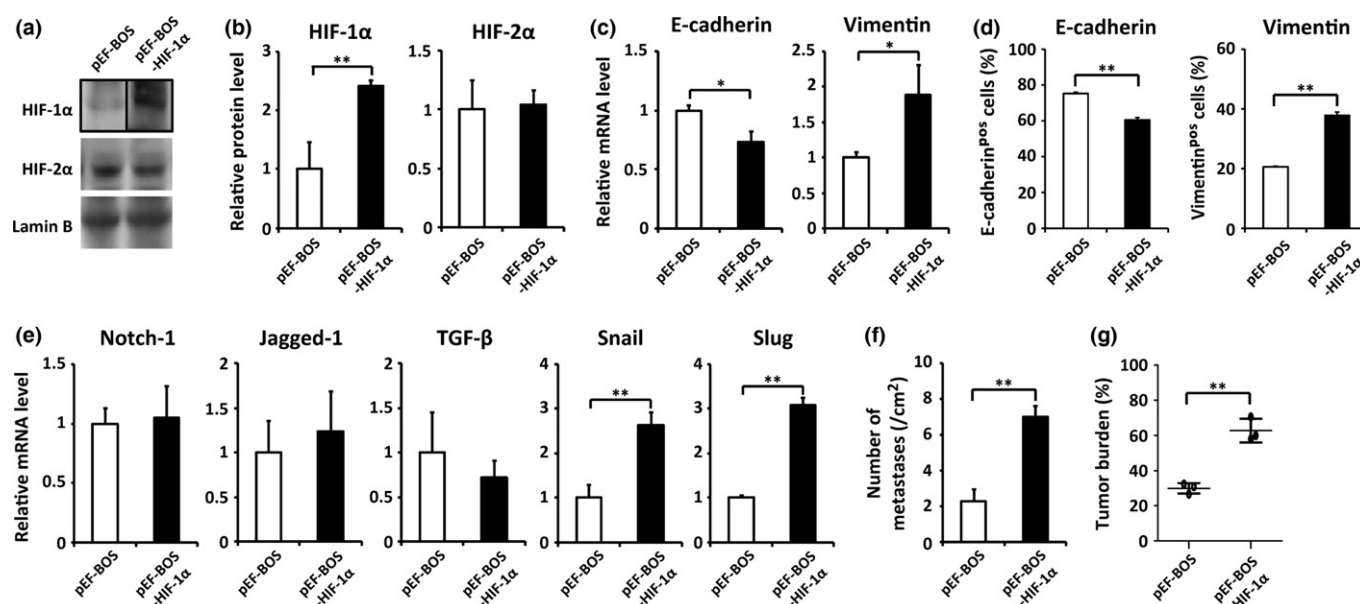 (a)
pEF-BOS
pEF-BOS
-HIF-1α
HIF-1α
HIF-2α
Lamin B
(b)
HIF-1α
Relative protein level
3
2
1
0
**
pEF-BOS
pEF-BOS
-HIF-1α
HIF-2α
1.5
1
0.5
0
pEF-BOS
pEF-BOS
-HIF-1α
(c)
E-cadherin
Relative mRNA level
1.5
1
0.5
0
*
pEF-BOS
pEF-BOS
-HIF-1α
Vimentin
2.5
2
1.5
1
0.5
0
*
pEF-BOS
pEF-BOS
-HIF-1α
(d)
E-cadherin
E-cadherinpos cells (%)
100
80
60
40
20
0
**
pEF-BOS
pEF-BOS
-HIF-1α
Vimentin
Vimentinpos cells (%)
60
40
20
0
**
pEF-BOS
pEF-BOS
-HIF-1α
(e)
Notch-1
Relative mRNA level
1.5
1
0.5
0
pEF-BOS
pEF-BOS
-HIF-1α
Jagged-1
2
1.5
1
0.5
0
pEF-BOS
pEF-BOS
-HIF-1α
TGF-β
2
1.5
1
0.5
0
pEF-BOS
pEF-BOS
-HIF-1α
Snail
4
3
2
1
0
**
pEF-BOS
pEF-BOS
-HIF-1α
Slug
4
3
2
1
0
**
pEF-BOS
pEF-BOS
-HIF-1α
(f)
Number of
metastases (/cm2)
10
8
6
4
2
0
**
pEF-BOS
pEF-BOS
-HIF-1α
(g)
Tumor burden (%)
100
80
60
40
20
0
**
pEF-BOS
pEF-BOS
-HIF-1α